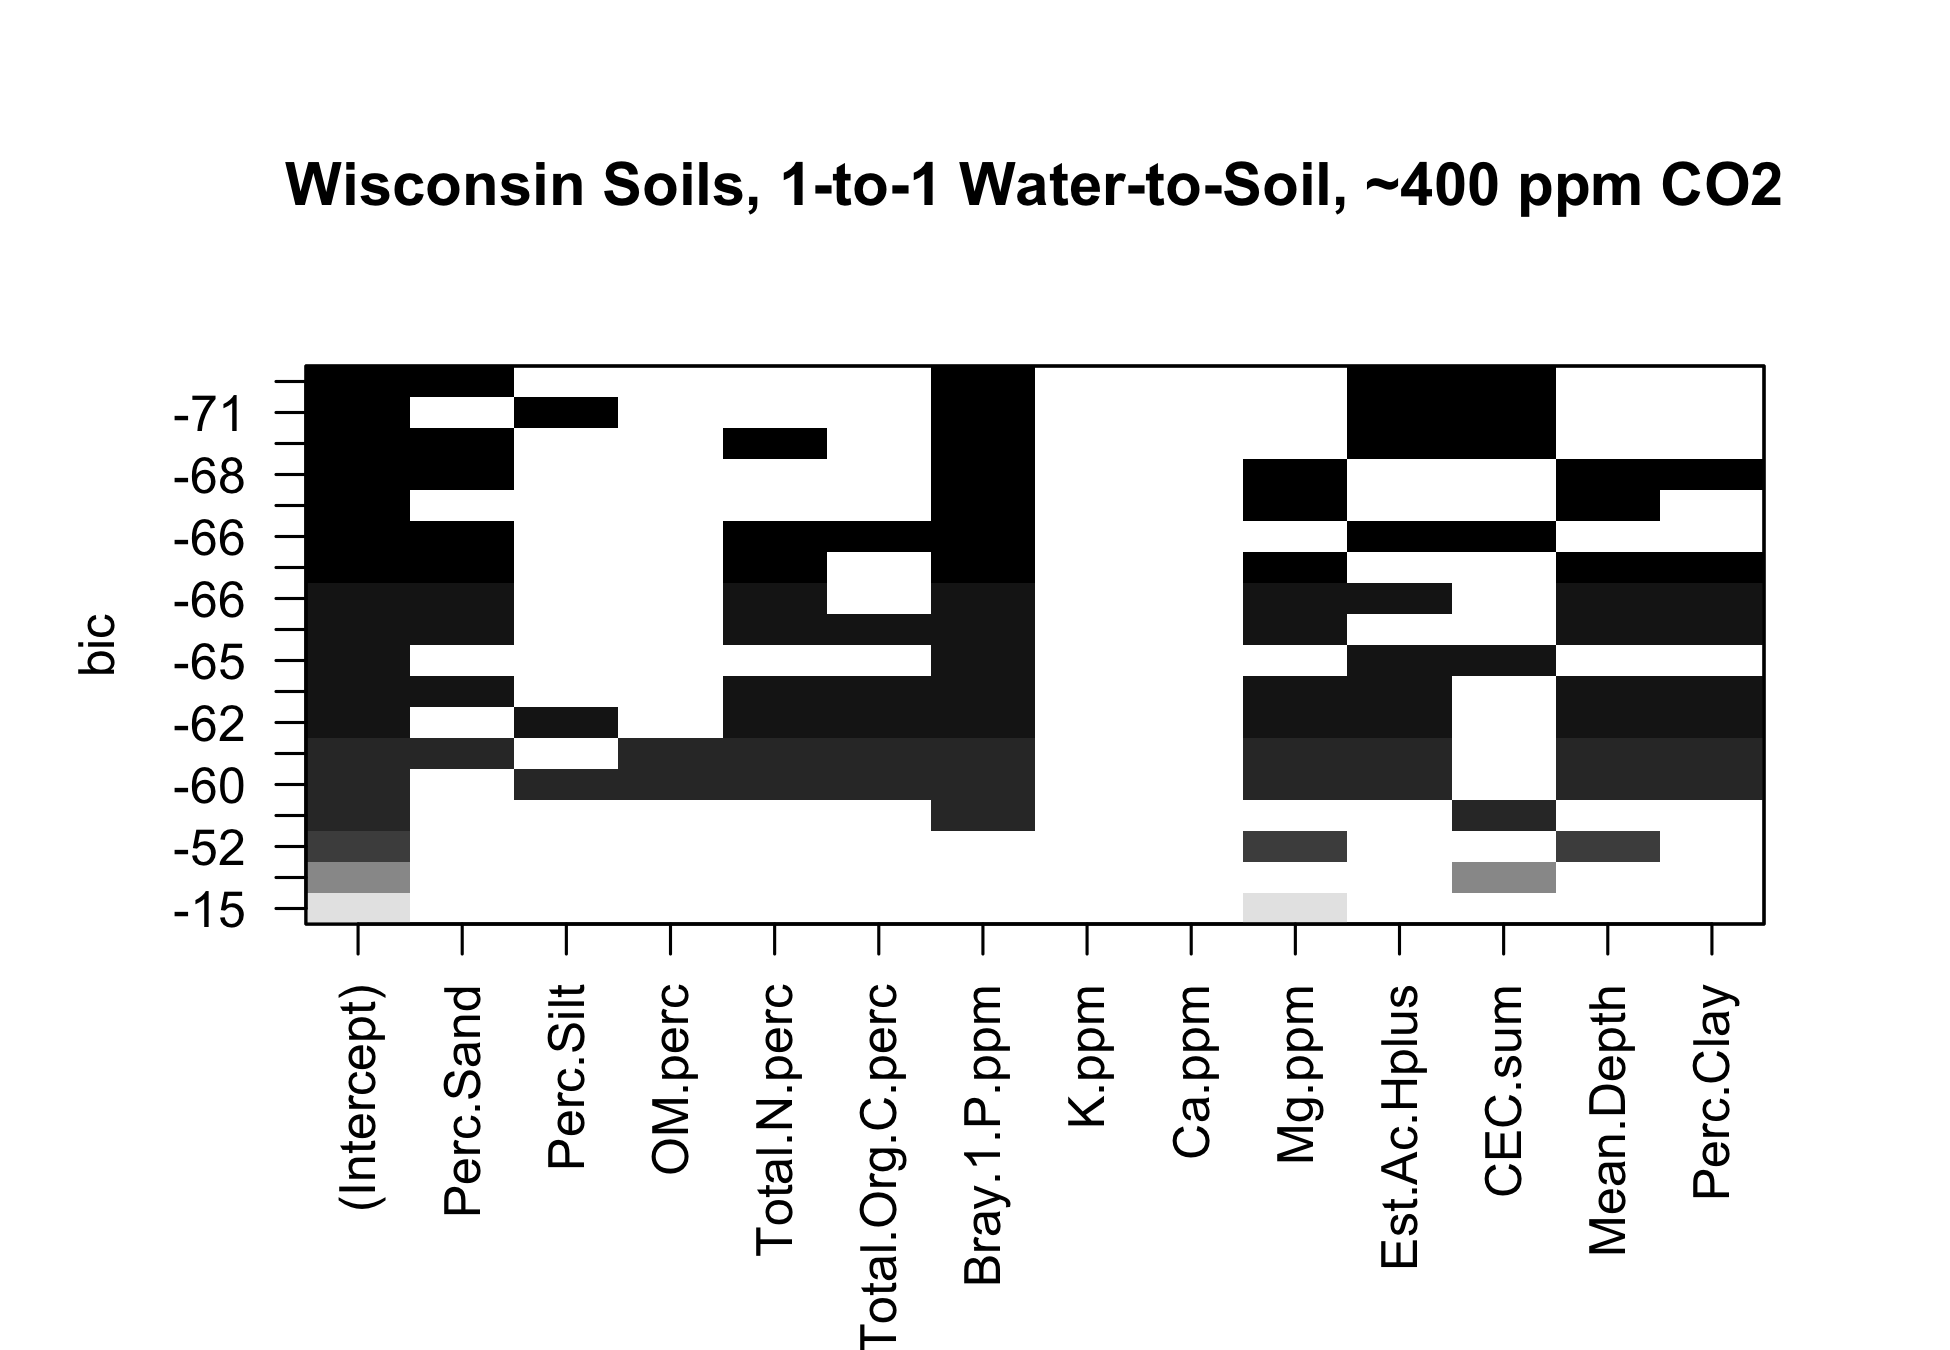 Wisconsin Soils, 1-to-1 Water-to-Soil, ~400 ppm CO2
bic
-71
-68
-66
-66
-65
-62
-60
-52
-15
(Intercept)
Perc.Sand
Perc.Silt
OM.perc
Total.N.perc
Total.Org.C.perc
Bray.1.P.ppm
K.ppm
Ca.ppm
Mg.ppm
Est.Ac.Hplus
CEC.sum
Mean.Depth
Perc.Clay